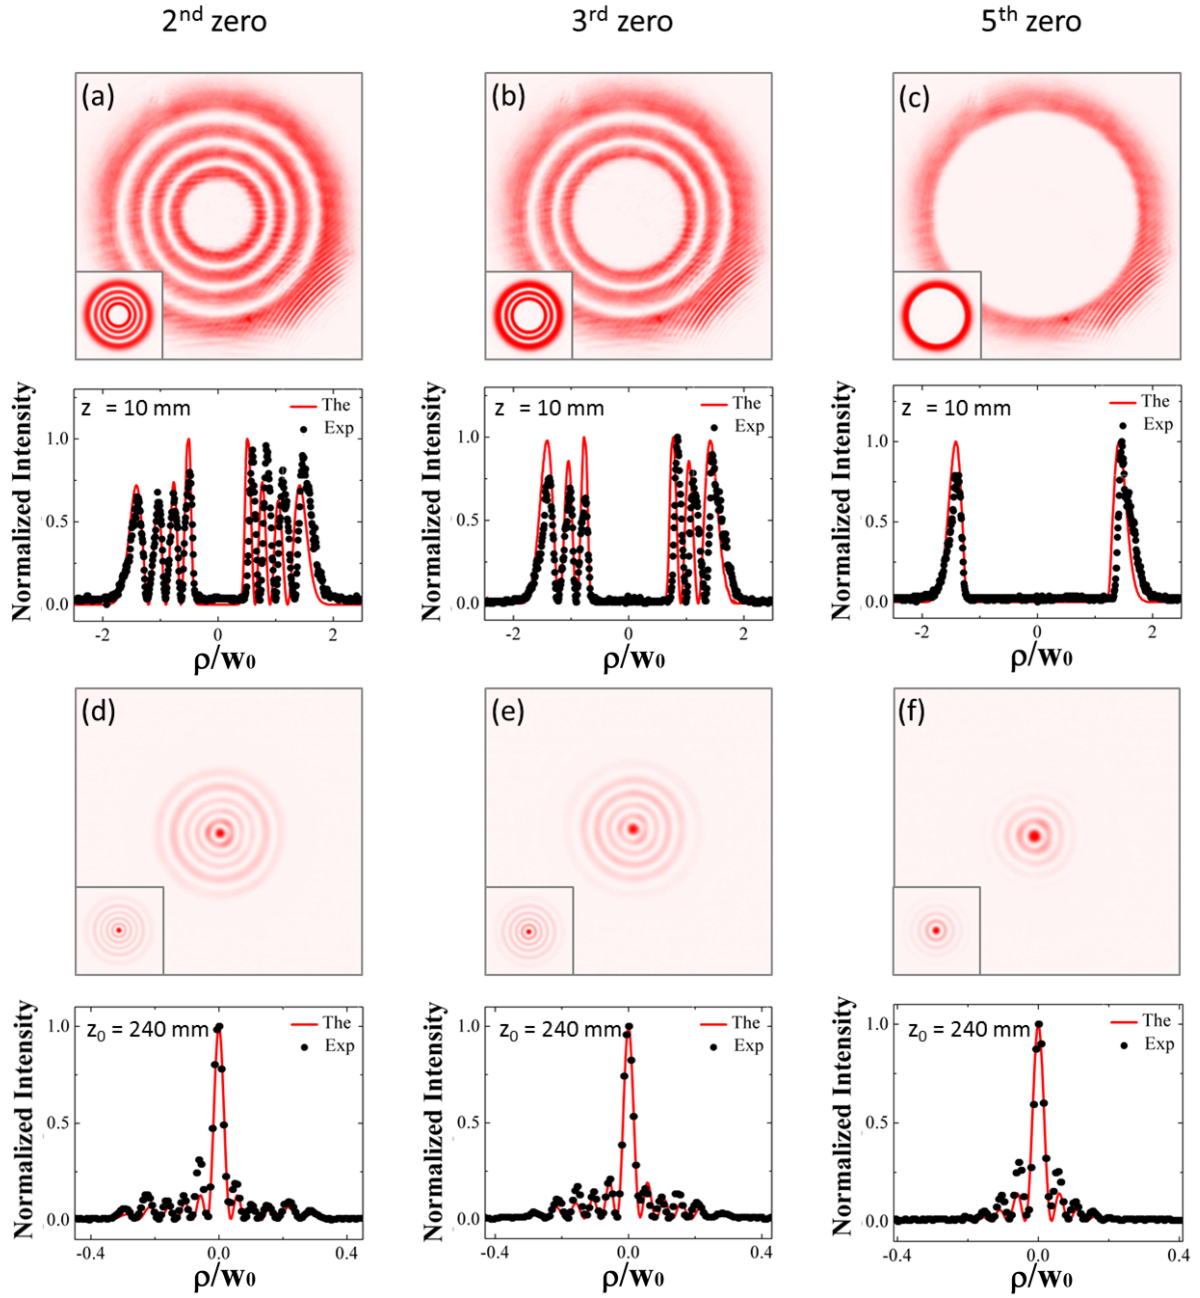 2nd zero
3rd zero
5th zero
(a)
(b)
(c)
Normalized Intensity
z = 10 mm
The
Exp
1.0
0.5
0.0
-2
0
2
ρ/w0
Normalized Intensity
z = 10 mm
The
Exp
1.0
0.5
0.0
-2
0
2
ρ/w0
Normalized Intensity
z = 10 mm
The
Exp
1.0
0.5
0.0
-2
0
2
ρ/w0
(d)
(e)
(f)
Normalized Intensity
z0 = 240 mm
The
Exp
1.0
0.5
0.0
-0.4
0.0
0.4
ρ/w0
Normalized Intensity
z0 = 240 mm
The
Exp
1.0
0.5
0.0
-0.4
0.0
0.4
ρ/w0
Normalized Intensity
z0 = 240 mm
The
Exp
1.0
0.5
0.0
-0.4
0.0
0.4
ρ/w0